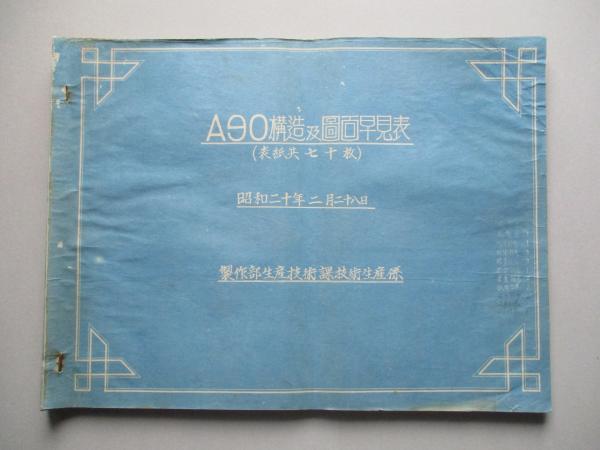 A90構造及圖面早見表
(表紙共七十枚)
昭和二十年二月二十八日
製作部生産技術課技術生産係